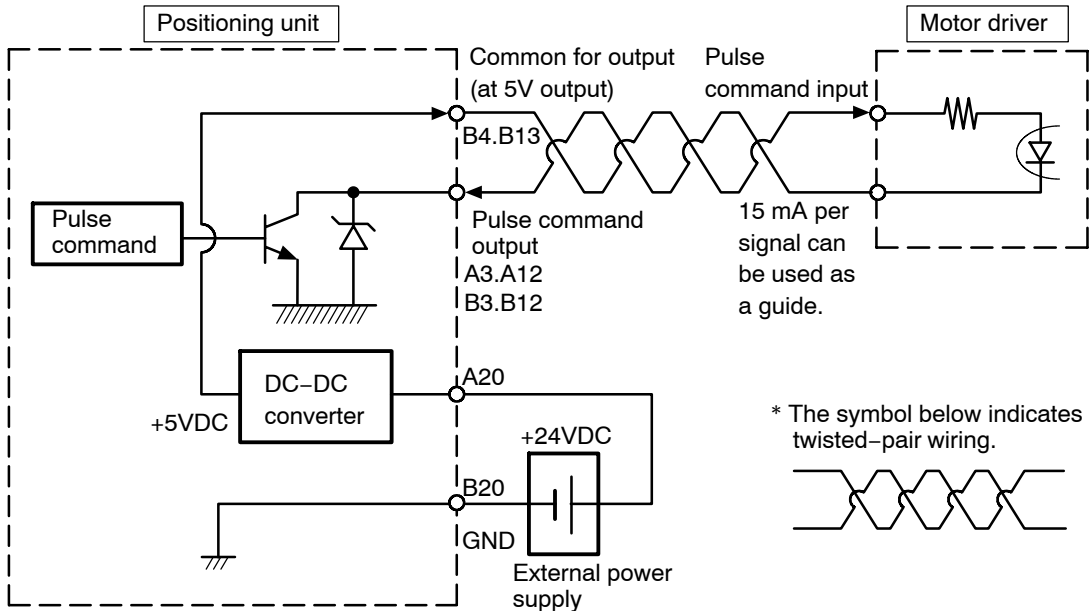 Positioning unit
Motor driver
Common for output
(at 5V output)
Pulse
command input
B4.B13
Pulse
command
Pulse command
output
A3.A12
B3.B12
15 mA per
signal can
be used as
a guide.
DC−DC
converter
+5VDC
A20
+24VDC
B20
GND
External power
supply
* The symbol below indicates
twisted−pair wiring.